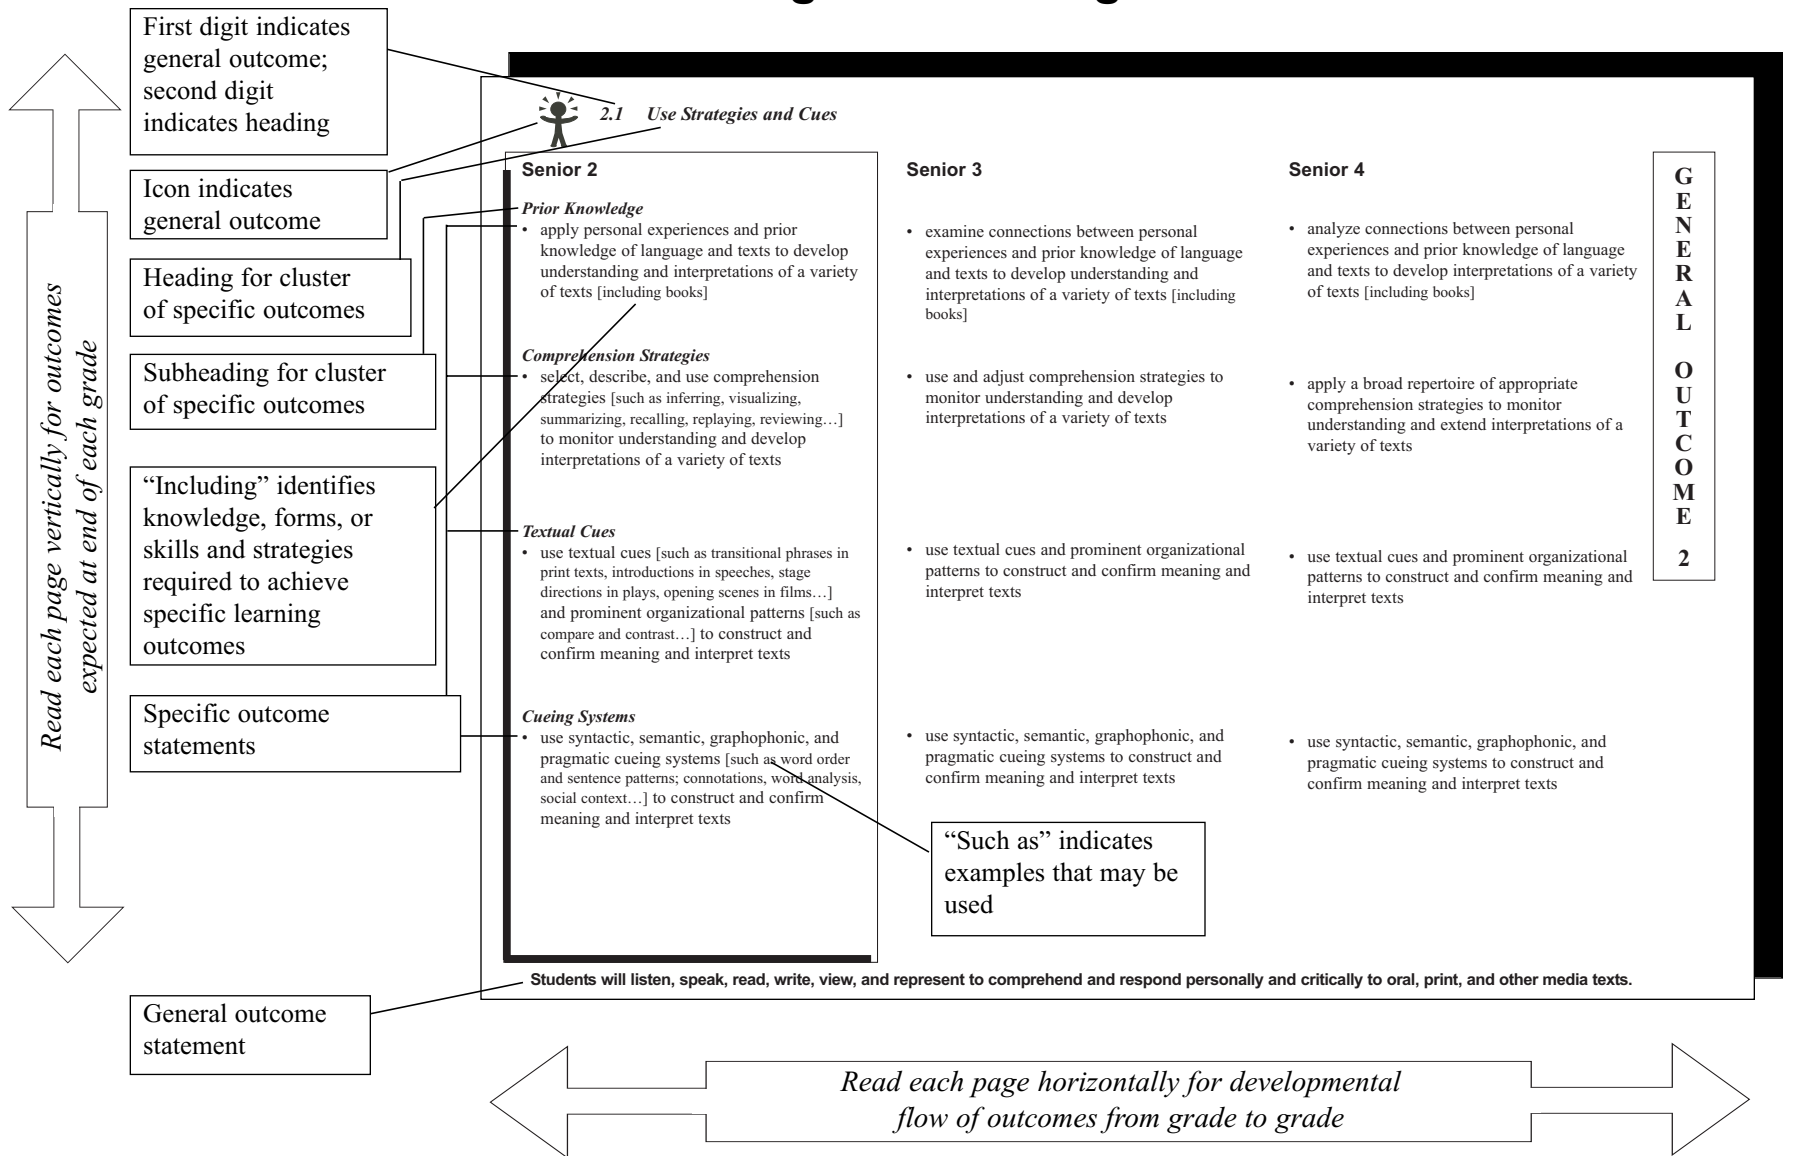 First digit indicates
general outcome;
second digit
indicates heading
Icon indicates
general outcome
Heading for cluster
of specific outcomes
Subheading for cluster
of specific outcomes
“Including” identifies
knowledge, forms, or
skills and strategies
required to achieve
specific learning
outcomes
Specific outcome
statements
General outcome
statement
Read each page vertically for outcomes
expected at end of each grade
2.1 Use Strategies and Cues
Senior 2
Prior Knowledge
• apply personal experiences and prior
knowledge of language and texts to develop
understanding and interpretations of a variety
of texts [including books]
Comprehension Strategies
• select, describe, and use comprehension
strategies [such as inferring, visualizing,
summarizing, recalling, replaying, reviewing…]
to monitor understanding and develop
interpretations of a variety of texts
Textual Cues
• use textual cues [such as transitional phrases in
print texts, introductions in speeches, stage
directions in plays, opening scenes in films…]
and prominent organizational patterns [such as
compare and contrast…] to construct and
confirm meaning and interpret texts
Cueing Systems
• use syntactic, semantic, graphophonic, and
pragmatic cueing systems [such as word order
and sentence patterns; connotations, word analysis,
social context…] to construct and confirm
meaning and interpret texts
Senior 3
• examine connections between personal
experiences and prior knowledge of language
and texts to develop understanding and
interpretations of a variety of texts [including
books]
• use and adjust comprehension strategies to
monitor understanding and develop
interpretations of a variety of texts
• use textual cues and prominent organizational
patterns to construct and confirm meaning and
interpret texts
• use syntactic, semantic, graphophonic, and
pragmatic cueing systems to construct and
confirm meaning and interpret texts
“Such as” indicates
examples that may be
used
Senior 4
• analyze connections between personal
experiences and prior knowledge of language
and texts to develop interpretations of a variety
of texts [including books]
• apply a broad repertoire of appropriate
comprehension strategies to monitor
understanding and extend interpretations of a
variety of texts
• use textual cues and prominent organizational
patterns to construct and confirm meaning and
interpret texts
• use syntactic, semantic, graphophonic, and
pragmatic cueing systems to construct and
confirm meaning and interpret texts
GENERAL OUTCOME 2
Students will listen, speak, read, write, view, and represent to comprehend and respond personally and critically to oral, print, and other media texts.
Read each page horizontally for developmental
flow of outcomes from grade to grade